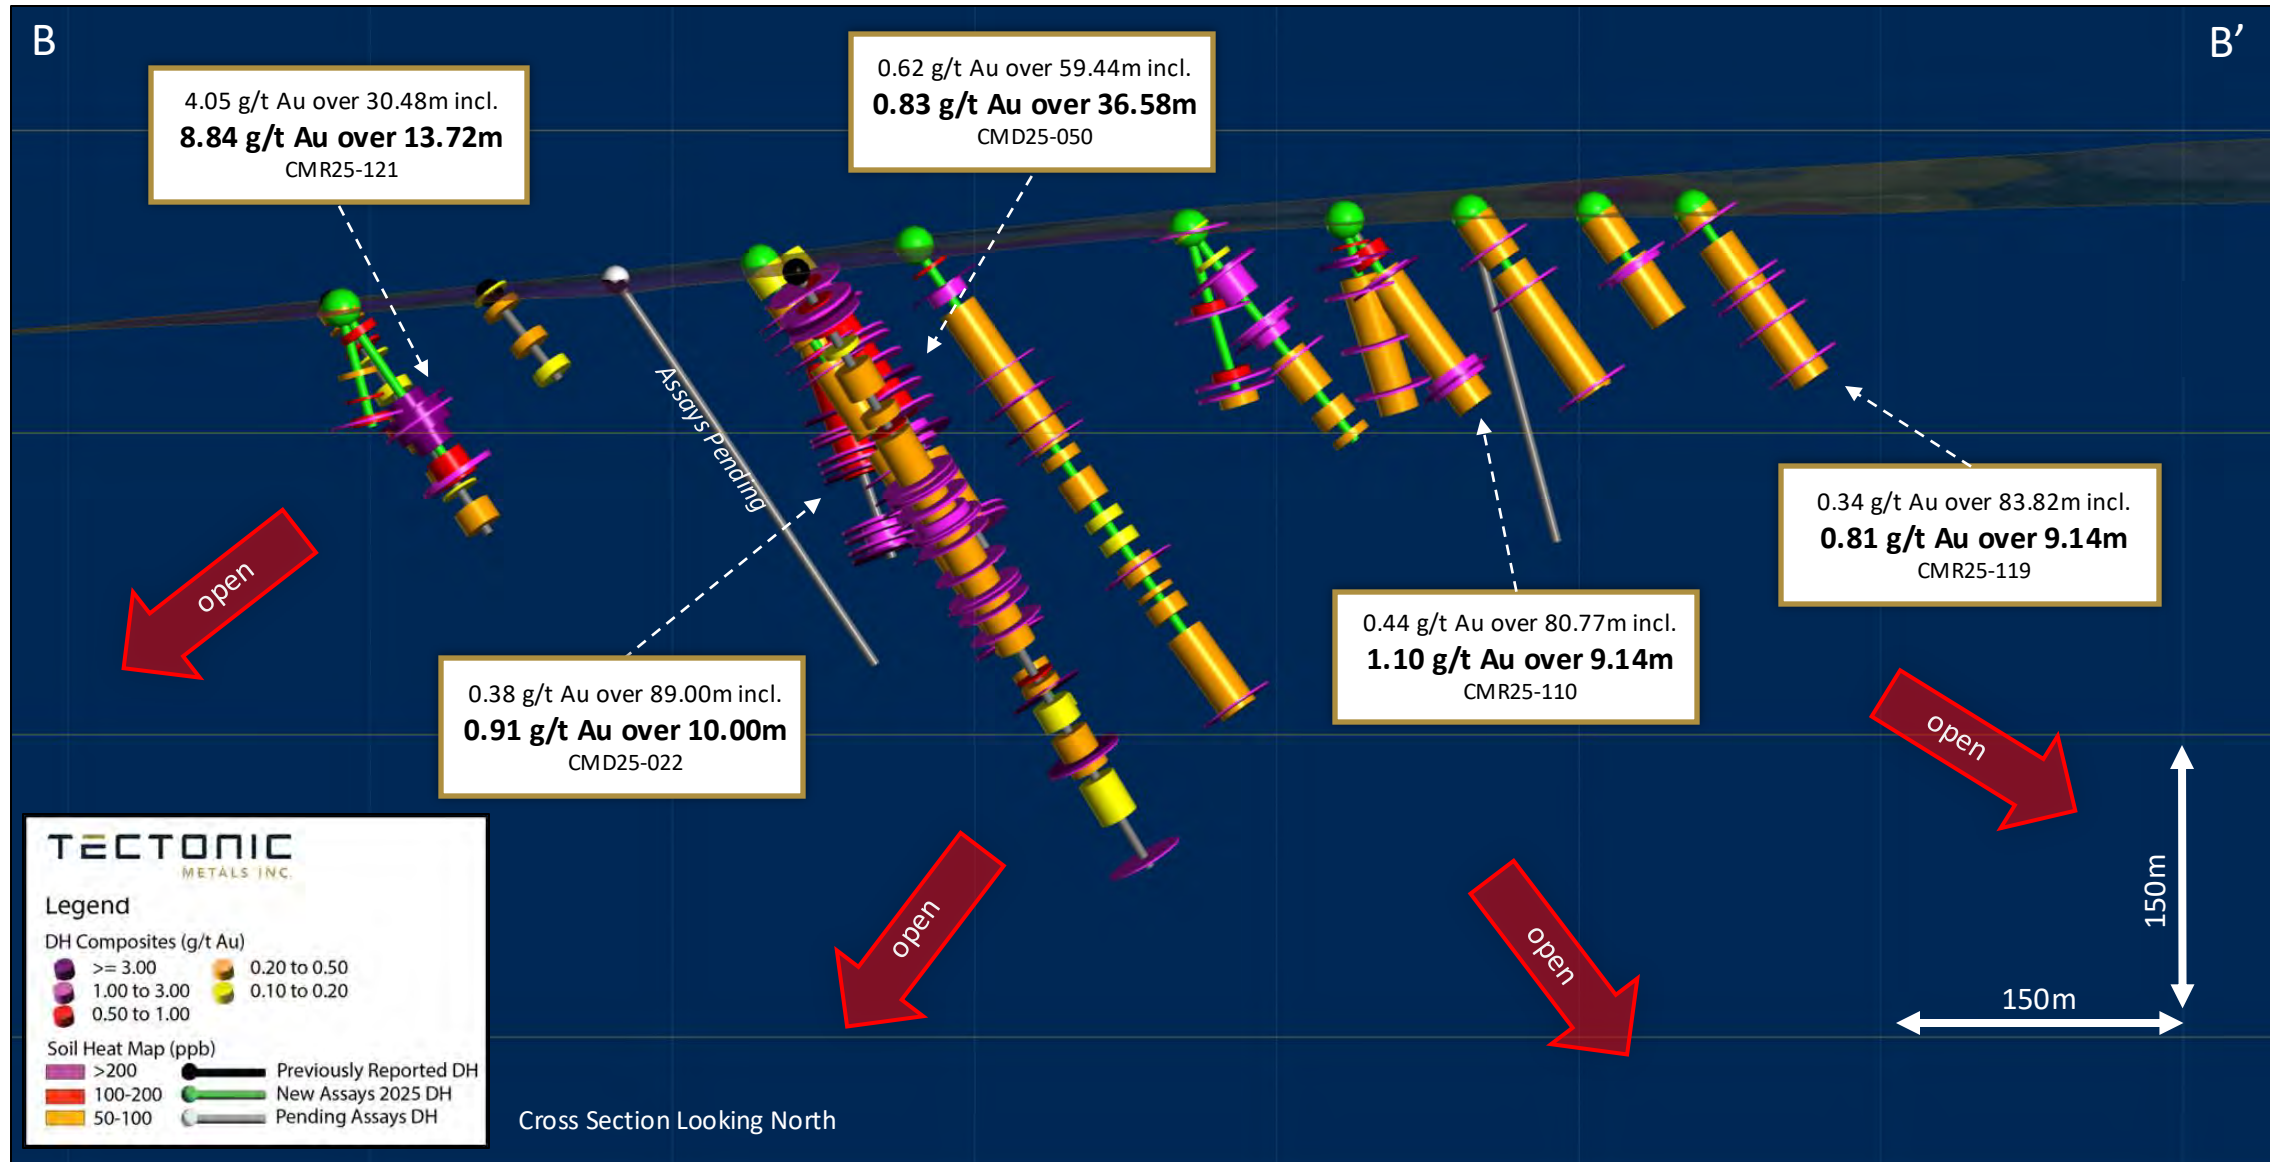 B
B’
4.05 g/t Au over 30.48m incl.
8.84 g/t Au over 13.72m
CMR25-121
0.62 g/t Au over 59.44m incl.
0.83 g/t Au over 36.58m
CMD25-050
Assays Pending
0.34 g/t Au over 83.82m incl.
0.81 g/t Au over 9.14m
CMR25-119
open
0.44 g/t Au over 80.77m incl.
1.10 g/t Au over 9.14m
CMR25-110
0.38 g/t Au over 89.00m incl.
0.91 g/t Au over 10.00m
CMD25-022
open
open
open
150m
150m
TECTONIC
METALS INC.
Legend
DH Composites (g/t Au)
>= 3.00
0.20 to 0.50
1.00 to 3.00
0.10 to 0.20
0.50 to 1.00
Soil Heat Map (ppb)
>200
Previously Reported DH
100-200
New Assays 2025 DH
50-100
Pending Assays DH
Cross Section Looking North